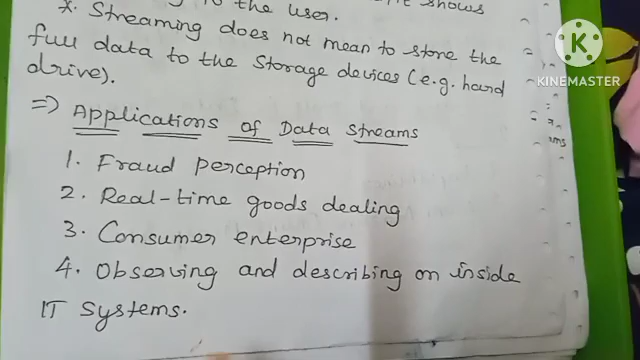 to the user.
shows
*. Streaming does not mean to store the
full data to the storage devices (e.g. hard
drive).
=> Applications of Data Streams
1. Fraud perception
2. Real-time goods dealing
3. Consumer enterprise
4. Observing and describing on inside
IT systems.
KINEMASTER